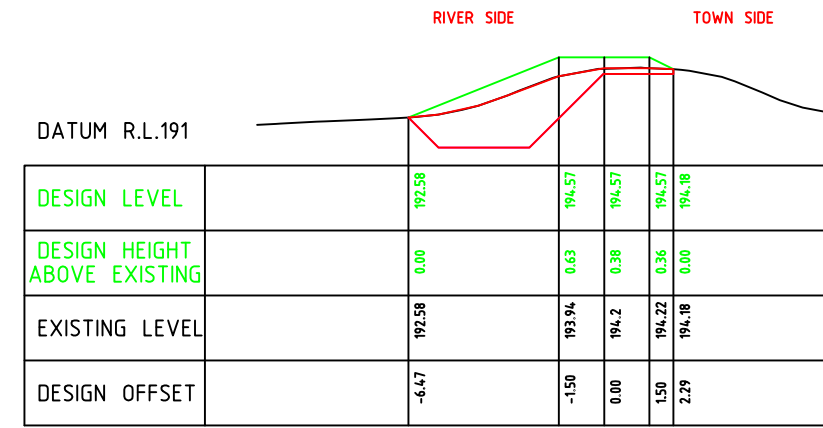 RIVER SIDE TOWN SIDE
DATUM R.L.191
DESIGN LEVEL 192.58 194.57 194.57 194.57 194.18
DESIGN HEIGHT
ABOVE EXISTING 0.00 0.63 0.38 0.36 0.00
EXISTING LEVEL 192.58 193.94 194.2 194.22 194.18
DESIGN OFFSET -6.47 -1.50 0.00 1.50 2.29